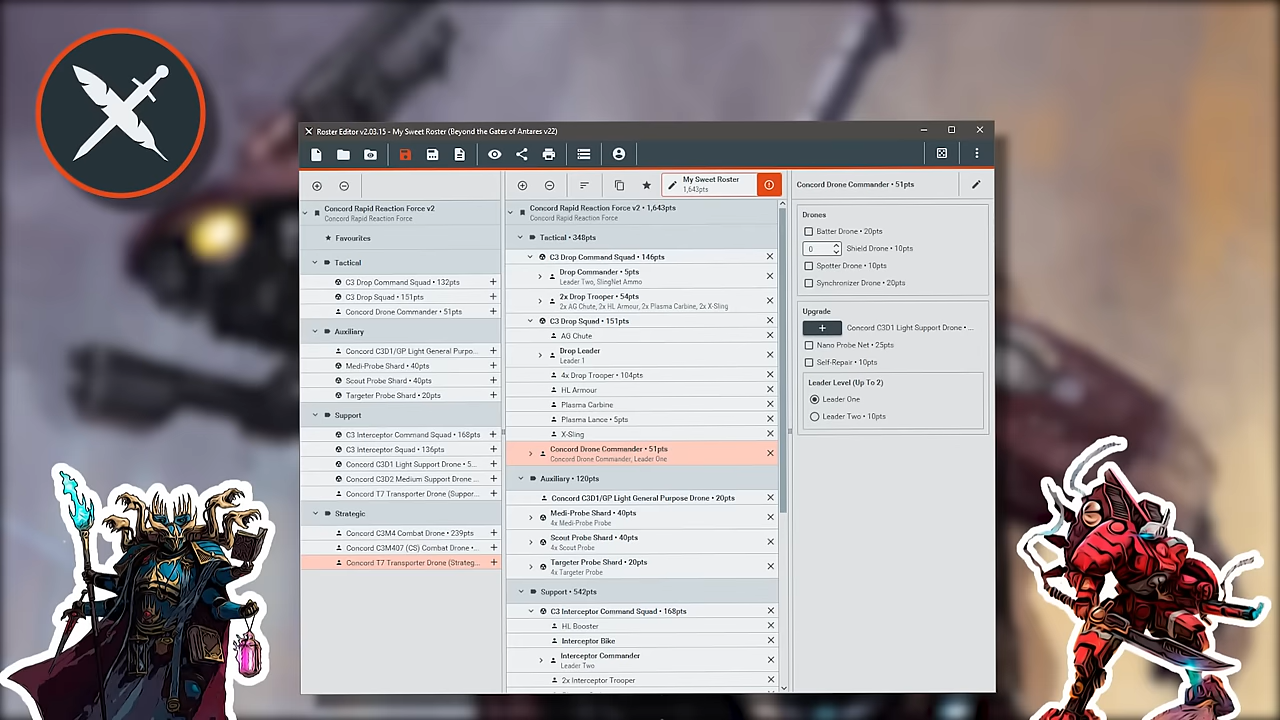 Roster Editor v2.03.15 - My Sweet Roster (Beyond the Gates of Antares v22)
My Sweet Roster
1,643pts
Concord Rapid Reaction Force v2
Concord Rapid Reaction Force
Favourites
Tactical
C3 Drop Command Squad • 132pts
C3 Drop Squad • 151pts
Concord Drone Commander • 51pts
Auxiliary
Concord C3D1/GP Light General Purpo...
Medi-Probe Shard • 40pts
Scout Probe Shard • 40pts
Targeter Probe Shard • 20pts
Support
C3 Interceptor Command Squad • 168pts
C3 Interceptor Squad • 136pts
Concord C3D1 Light Support Drone • 5...
Concord C3D2 Medium Support Drone • ...
Concord T7 Transporter Drone (Suppor...
Strategic
Concord C3M4 Combat Drone • 239pts
Concord C3M407 (CS) Combat Drone •...
Concord T7 Transporter Drone (Strateg...
Concord Rapid Reaction Force v2 • 1,643pts
Concord Rapid Reaction Force
Tactical • 348pts
C3 Drop Command Squad • 146pts
Drop Commander • 5pts
Leader Two, SlingNet Ammo
2x Drop Trooper • 54pts
2x AG Chute, 2x HL Armour, 2x Plasma Carbine, 2x X-Sling
C3 Drop Squad • 151pts
AG Chute
Drop Leader
Leader 1
4x Drop Trooper • 104pts
HL Armour
Plasma Carbine
Plasma Lance • 5pts
X-Sling
Concord Drone Commander • 51pts
Concord Drone Commander, Leader One
Auxiliary • 120pts
Concord C3D1/GP Light General Purpose Drone • 20pts
Medi-Probe Shard • 40pts
4x Medi-Probe Probe
Scout Probe Shard • 40pts
4x Scout Probe
Targeter Probe Shard • 20pts
4x Targeter Probe
Support • 542pts
C3 Interceptor Command Squad • 168pts
HL Booster
Interceptor Bike
Interceptor Commander
Leader Two
2x Interceptor Trooper
Concord Drone Commander • 51pts
Drones
Batter Drone • 20pts
0 Shield Drone • 10pts
Spotter Drone • 10pts
Synchronizer Drone • 20pts
Upgrade
Concord C3D1 Light Support Drone • ...
Nano Probe Net • 25pts
Self-Repair • 10pts
Leader Level (Up To 2)
Leader One
Leader Two • 10pts